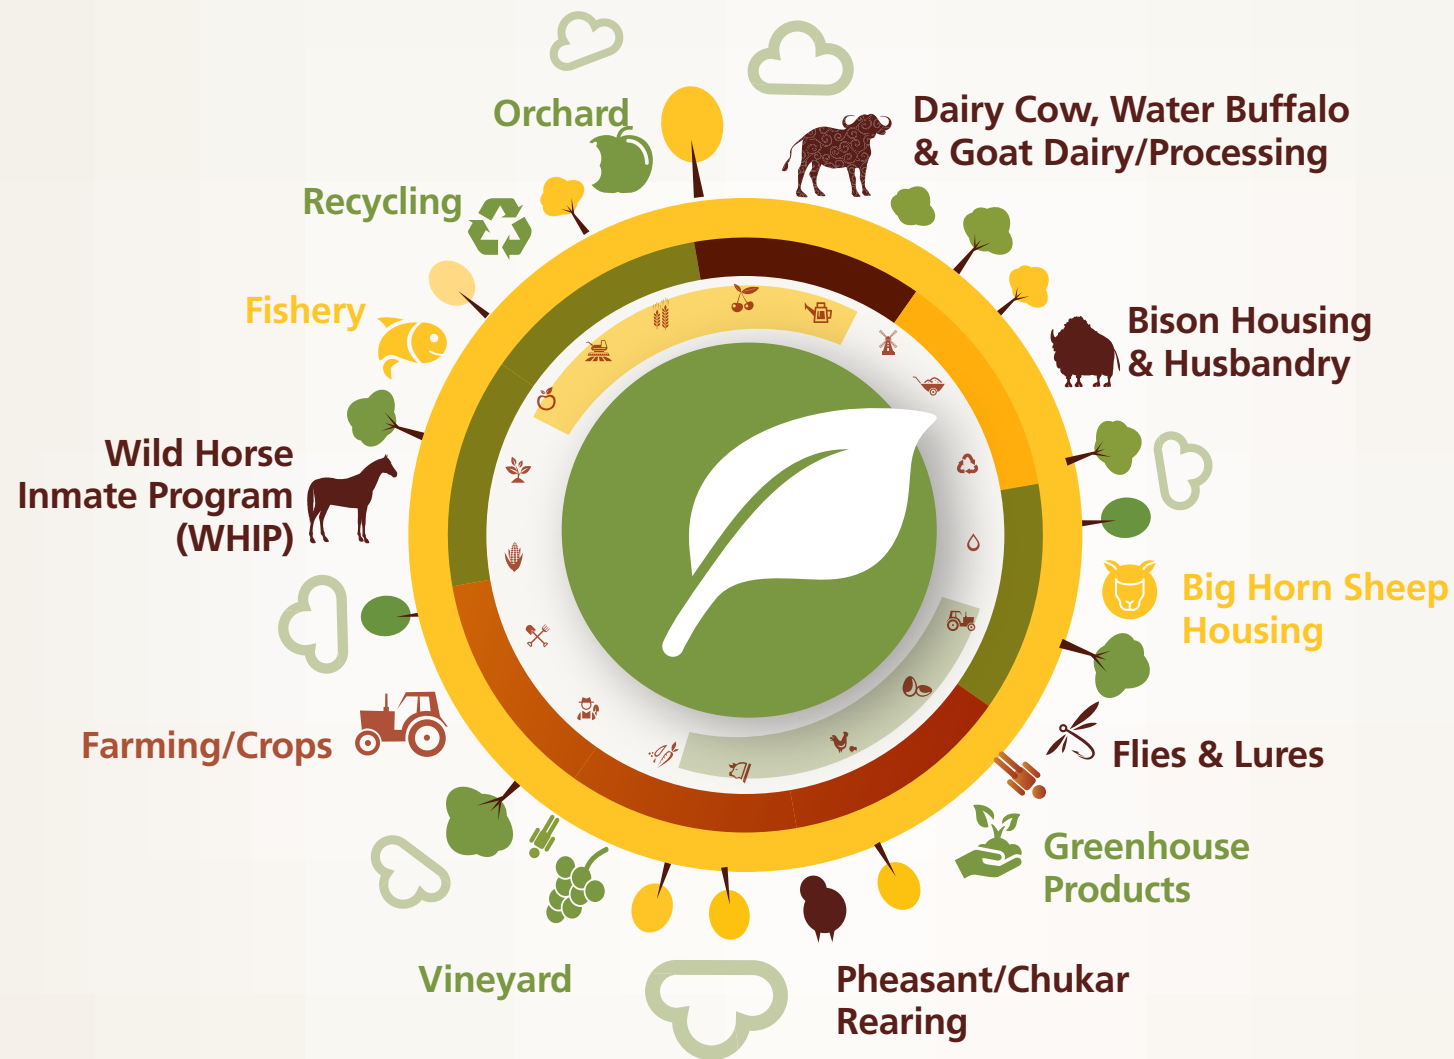 Orchard
Dairy Cow, Water Buffalo
& Goat Dairy/Processing
Recycling
Fishery
Bison Housing
& Husbandry
Wild Horse
Inmate Program
(WHIP)
Big Horn Sheep
Housing
Farming/Crops
Flies & Lures
Greenhouse
Products
Vineyard
Pheasant/Chukar
Rearing